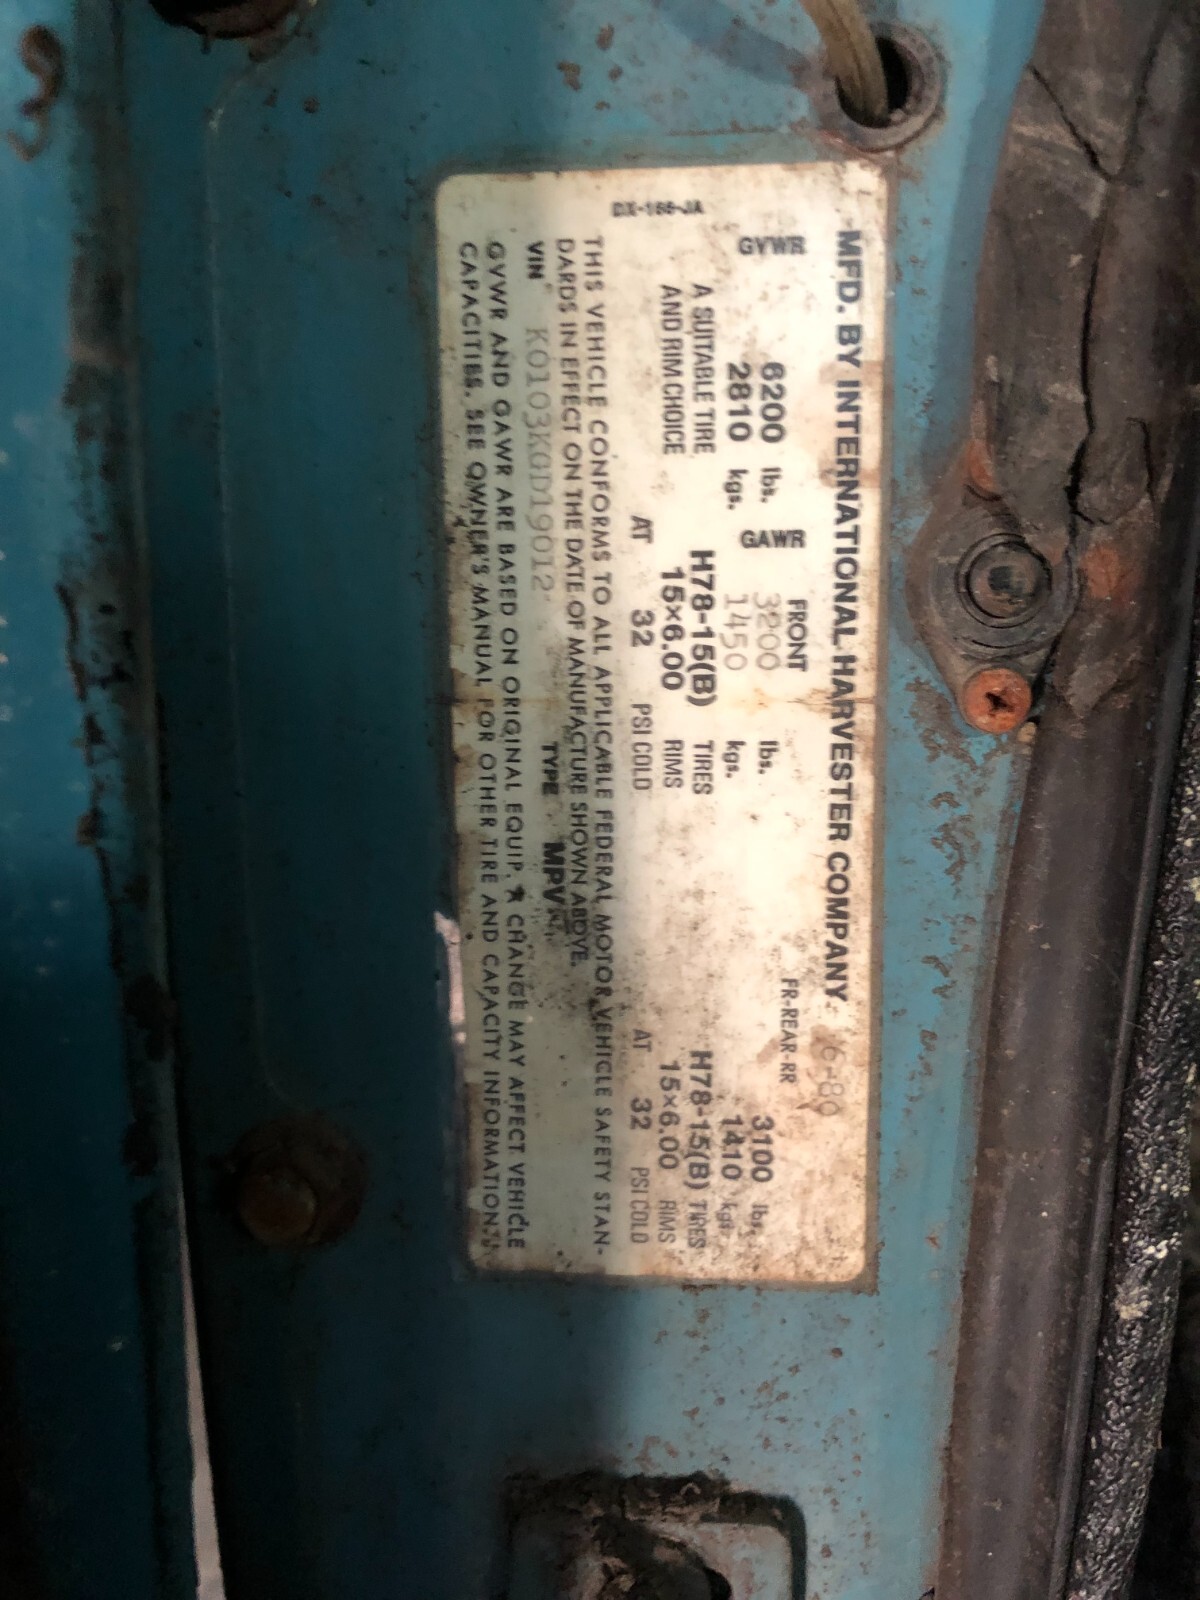 MFD. BY INTERNATIONAL HARVESTER COMPANY 6-80
FRONT FR-REAR-RR
GVWR 6200 lbs. GAWR 3200 lbs. 3100 lbs.
2810 kgs. 1450 kgs. 1410 kgs.
A SUITABLE TIRE H78-15(B) TIRES H78-15(B) TIRES
AND RIM CHOICE 15×6.00 RIMS 15×6.00 RIMS
DX-166-JA AT 32 PSI COLD AT 32 PSI COLD
THIS VEHICLE CONFORMS TO ALL APPLICABLE FEDERAL MOTOR VEHICLE SAFETY STAN-
DARDS IN EFFECT ON THE DATE OF MANUFACTURE SHOWN ABOVE.
VIN K0103KGD19012 TYPE MPV
GVWR AND GAWR ARE BASED ON ORIGINAL EQUIP. A CHANGE MAY AFFECT VEHICLE
CAPACITIES. SEE OWNER'S MANUAL FOR OTHER TIRE AND CAPACITY INFORMATION.